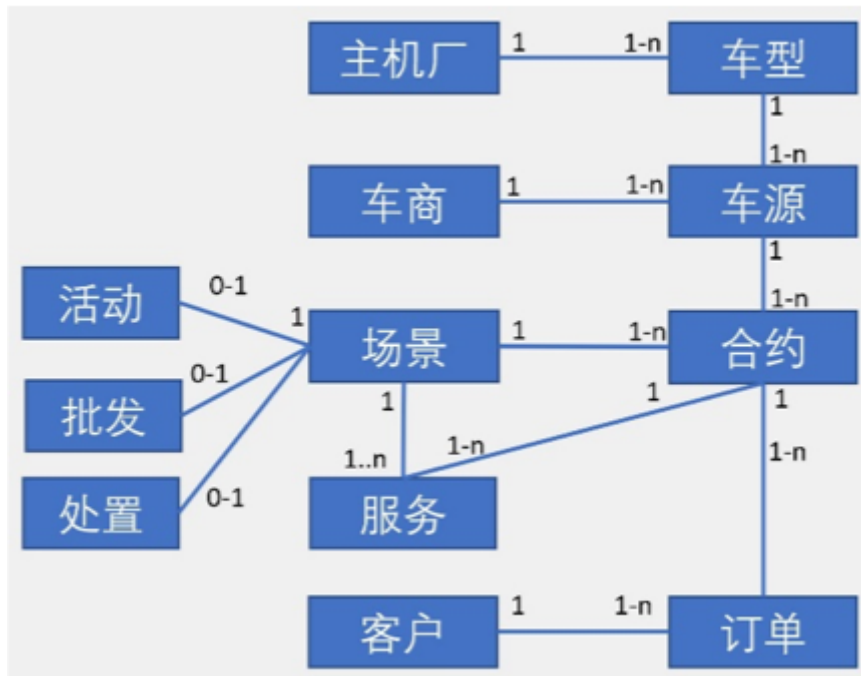 主机厂 1 1-n 车型
1
1-n
车商 1 1-n 车源
1
1-n
活动 0-1
1 场景 1 1-n 合约
批发 0-1
处置 0-1
1
1..n
1-n
1
1
1-n
服务
客户 1 1-n 订单